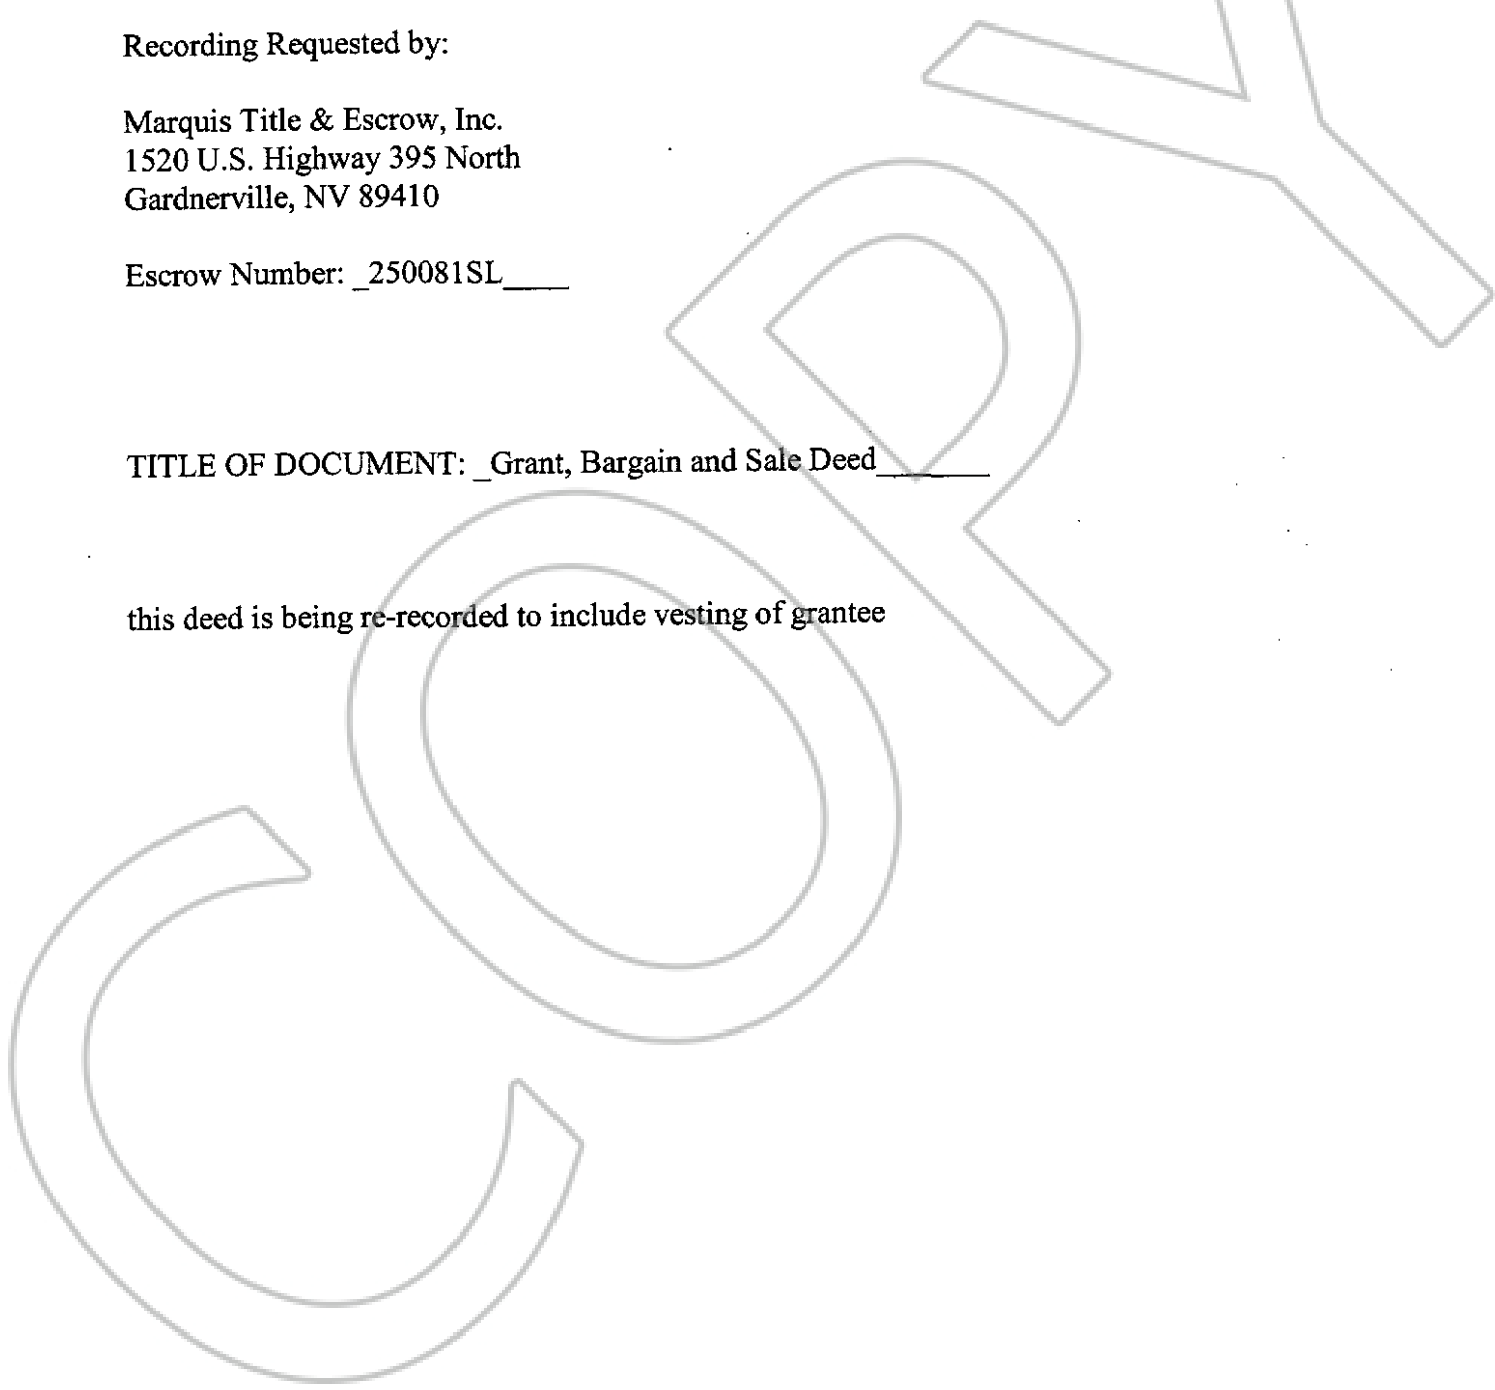 Recording Requested by:
Marquis Title & Escrow, Inc.
1520 U.S. Highway 395 North
Gardnerville, NV 89410
Escrow Number: _250081SL____
TITLE OF DOCUMENT: _Grant, Bargain and Sale Deed_______
this deed is being re-recorded to include vesting of grantee
COPY